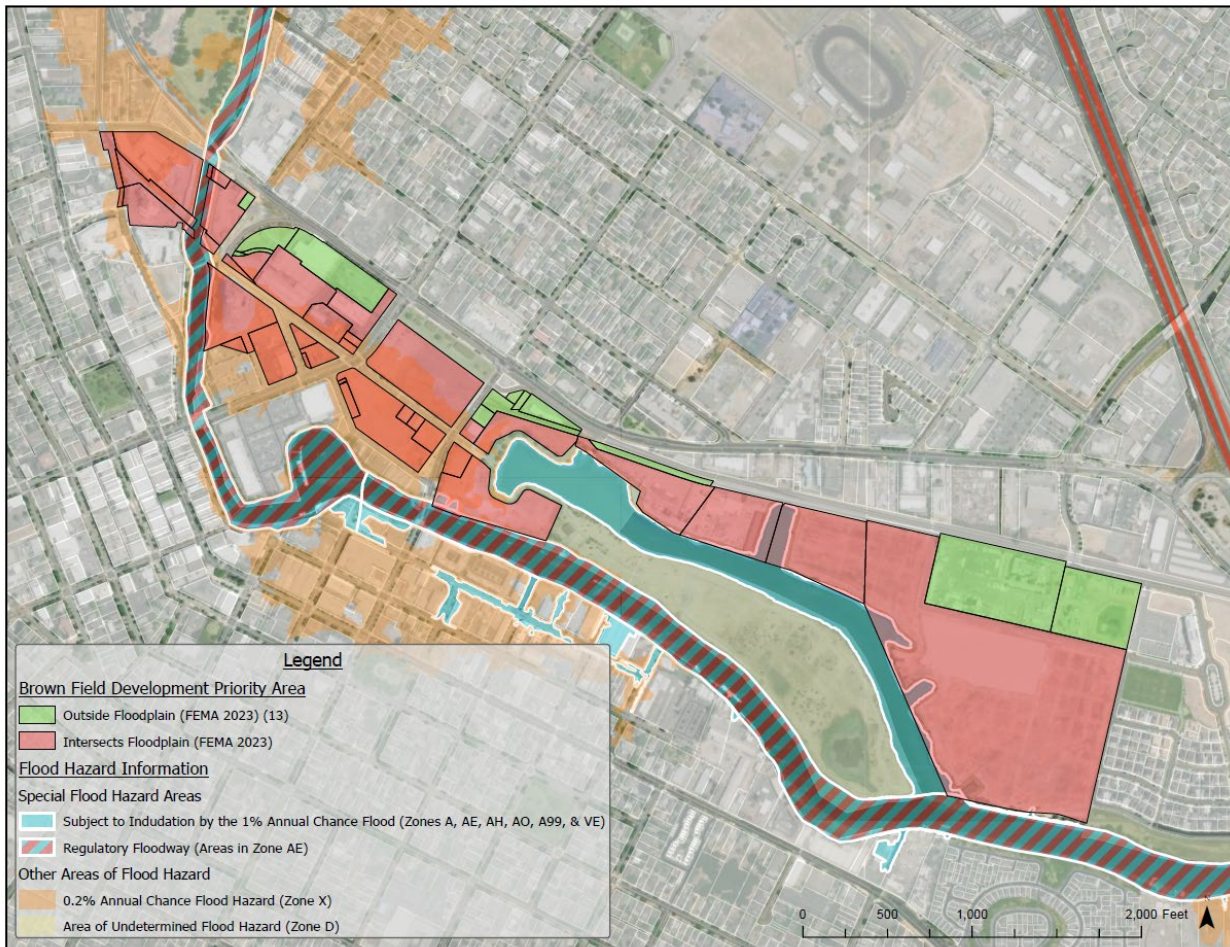 Legend
Brown Field Development Priority Area
Outside Floodplain (FEMA 2023) (13)
Intersects Floodplain (FEMA 2023)
Flood Hazard Information
Special Flood Hazard Areas
Subject to Indudation by the 1% Annual Chance Flood (Zones A, AE, AH, AO, A99, & VE)
Regulatory Floodway (Areas in Zone AE)
Other Areas of Flood Hazard
0.2% Annual Chance Flood Hazard (Zone X)
Area of Undetermined Flood Hazard (Zone D)
0 500 1,000 2,000 Feet